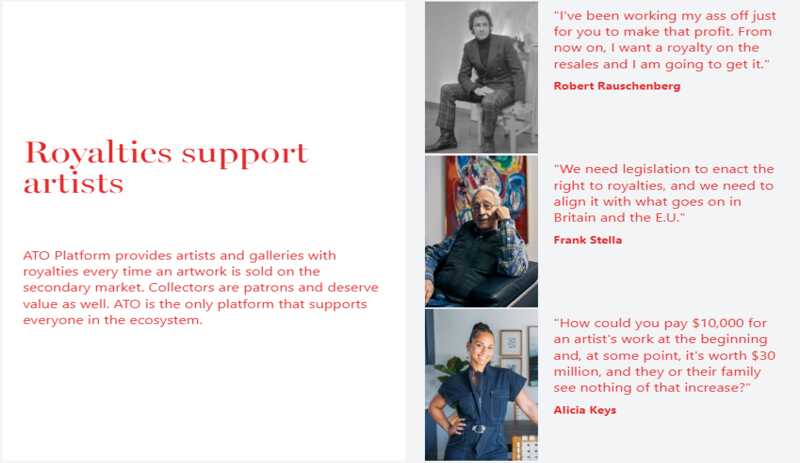 Royalties support
artists
ATO Platform provides artists and galleries with
royalties every time an artwork is sold on the
secondary market. Collectors are patrons and deserve
value as well. ATO is the only platform that supports
everyone in the ecosystem.
"I've been working my ass off just
for you to make that profit. From
now on, I want a royalty on the
resales and I am going to get it."
Robert Rauschenberg
"We need legislation to enact the
right to royalties, and we need to
align it with what goes on in
Britain and the E.U."
Frank Stella
"How could you pay $10,000 for
an artist's work at the beginning
and, at some point, it's worth $30
million, and they or their family
see nothing of that increase?"
Alicia Keys